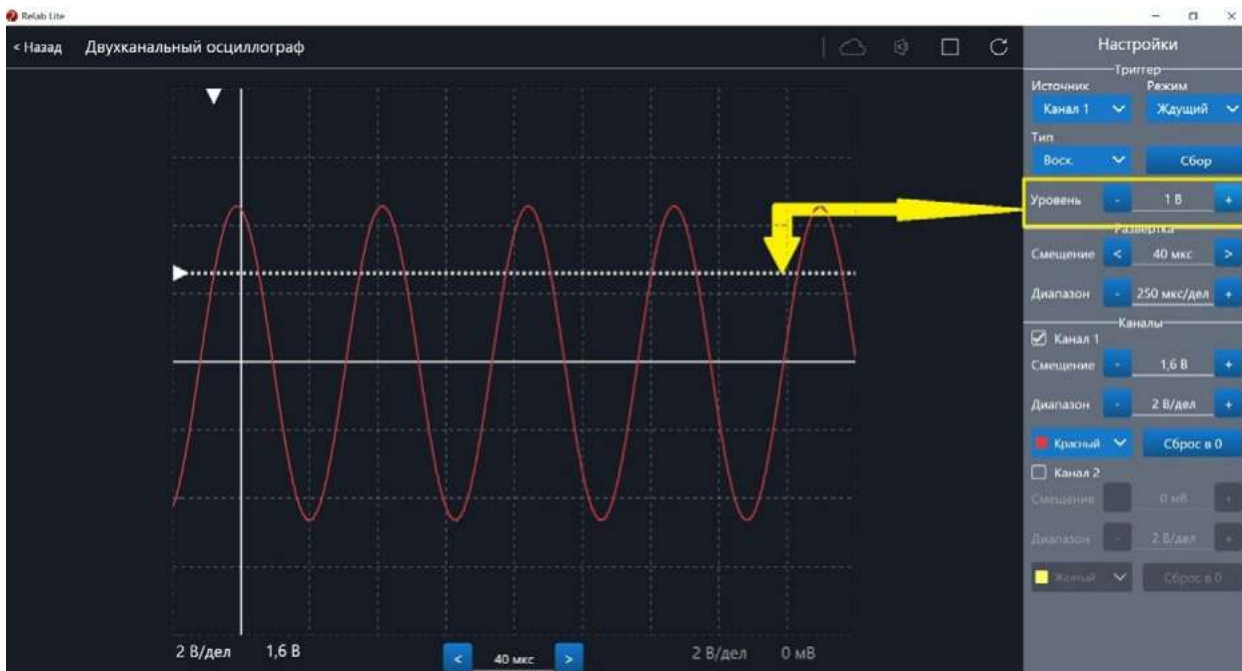 Relab Lite
< Назад Двухканальный осциллограф
Настройки
Триггер
Источник Режим
Канал 1 Ждущий
Тип
Восх. Сбор
Уровень - 1 В +
Развертка
Смещение < 40 мкс >
Диапазон - 250 мкс/дел +
Каналы
Канал 1
Смещение - 1,6 В +
Диапазон - 2 В/дел +
Красный Сброс в 0
Канал 2
Смещение - 0 мВ +
Диапазон - 2 В/дел +
Желтый Сброс в 0
2 В/дел 1,6 В < 40 мкс > 2 В/дел 0 мВ